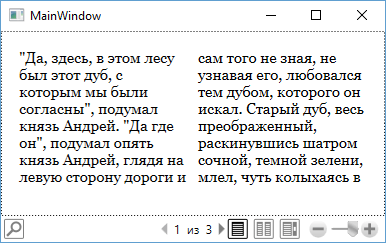 MainWindow
"Да, здесь, в этом лесу
был этот дуб, с
которым мы были
согласны", подумал
князь Андрей. "Да где
он", подумал опять
князь Андрей, глядя на
левую сторону дороги и
сам того не зная, не
узнавая его, любовался
тем дубом, которого он
искал. Старый дуб, весь
преображенный,
раскинувшись шатром
сочной, темной зелени,
млел, чуть колыхаясь в
1 из 3